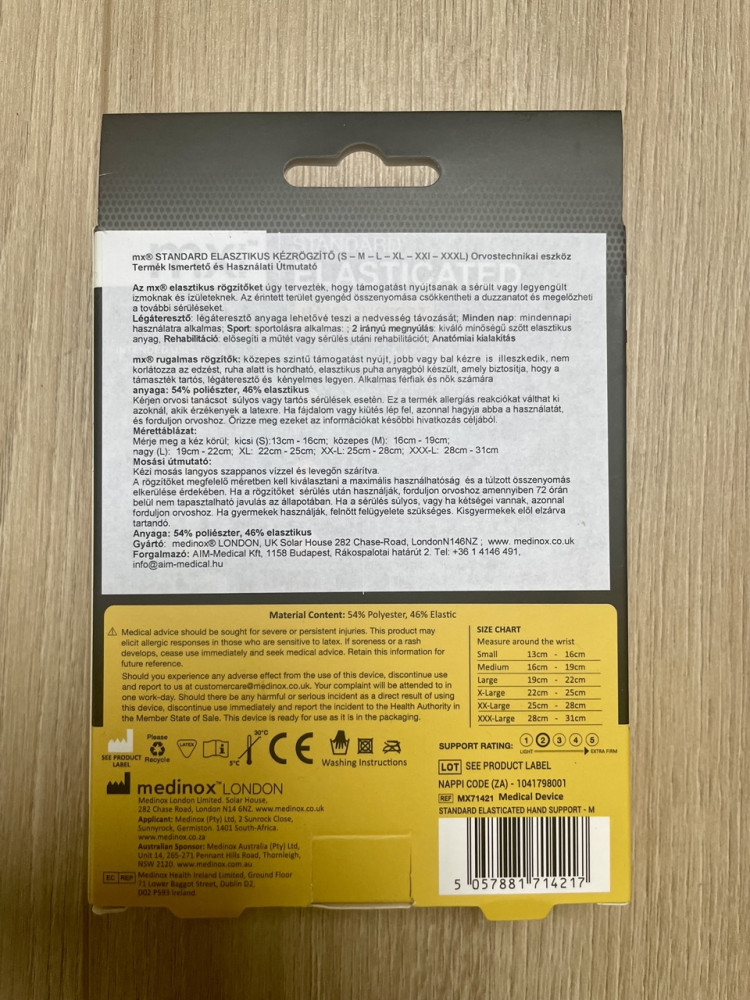 mx® STANDARD ELASZTIKUS KÉZRÖGZÍTŐ (S – M – L – XL – XXl – XXXL) Orvostechnikai eszköz
Termék Ismertető és Használati Útmutató
ELASTICATED
Az mx® elasztikus rögzítőket úgy tervezték, hogy támogatást nyújtsanak a sérült vagy legyengült
izmoknak és ízületeknek. Az érintett terület gyengéd összenyomása csökkentheti a duzzanatot és megelőzheti
a további sérüléseket.
Légáteresztő: légáteresztő anyaga lehetővé teszi a nedvesség távozását; Minden nap: mindennapi
használatra alkalmas; Sport: sportolásra alkalmas: ; 2 irányú megnyúlás: kiváló minőségű szőtt elasztikus
anyag, Rehabilitáció: elősegíti a műtét vagy sérülés utáni rehabilitációt; Anatómiai kialakítás
mx® rugalmas rögzítők: közepes szintű támogatást nyújt, jobb vagy bal kézre is illeszkedik, nem
korlátozza az edzést, ruha alatt is hordható, elasztikus puha anyagból készült, amely biztosítja, hogy a
támaszték tartós, légáteresztő és kényelmes legyen. Alkalmas férfiak és nők számára
anyaga: 54% poliészter, 46% elasztikus
Kérjen orvosi tanácsot súlyos vagy tartós sérülések esetén. Ez a termék allergiás reakciókat válthat ki
azoknál, akik érzékenyek a latexre. Ha fájdalom vagy kiütés lép fel, azonnal hagyja abba a használatát,
és forduljon orvoshoz. Őrizze meg ezeket az információkat későbbi hivatkozás céljából.
Mérettáblázat:
Mérje meg a kéz körül; kicsi (S):13cm - 16cm; közepes (M): 16cm - 19cm;
nagy (L): 19cm - 22cm; XL: 22cm - 25cm; XX-L: 25cm - 28cm; XXX-L: 28cm - 31cm
Mosási útmutató:
Kézi mosás langyos szappanos vízzel és levegőn szárítva.
A rögzítőket megfelelő méretben kell kiválasztani a maximális használhatóság és a túlzott összenyomás
elkerülése érdekében. Ha a rögzítőket sérülés után használják, forduljon orvoshoz amennyiben 72 órán
belül nem tapasztalható javulás az állapotában. Ha a sérülés súlyos, vagy ha kétségei vannak, azonnal
forduljon orvoshoz. Ha gyermekek használják, felnőtt felügyelete szükséges. Kisgyermekek elől elzárva
tartandó.
Anyaga: 54% poliészter, 46% elasztikus
Gyártó: medinox® LONDON, UK Solar House 282 Chase-Road, LondonN146NZ ; www. medinox.co.uk
Forgalmazó: AIM-Medical Kft, 1158 Budapest, Rákospalotai határút 2. Tel: +36 1 4146 491,
info@aim-medical.hu
Material Content: 54% Polyester, 46% Elastic
⚠ Medical advice should be sought for severe or persistent injuries. This product may
elicit allergic responses in those who are sensitive to latex. If soreness or a rash
develops, cease use immediately and seek medical advice. Retain this information for
future reference.
Should you experience any adverse effect from the use of this device, discontinue use
and report to us at customercare@medinox.co.uk. Your complaint will be attended to in
one work-day. Should there be any harmful or serious incident as a direct result of using
this device, discontinue use immediately and report the incident to the Health Authority in
the Member State of Sale. This device is ready for use as it is in the packaging.
SIZE CHART
Measure around the wrist
Small 13cm - 16cm
Medium 16cm - 19cm
Large 19cm - 22cm
X-Large 22cm - 25cm
XX-Large 25cm - 28cm
XXX-Large 28cm - 31cm
SEE PRODUCT
LABEL
Please
Recycle
LATEX
5°C
30°C
CE
Washing Instructions
SUPPORT RATING: 1 2 3 4 5
LIGHT EXTRA FIRM
LOT SEE PRODUCT LABEL
NAPPI CODE (ZA) - 1041798001
REF MX71421 Medical Device
STANDARD ELASTICATED HAND SUPPORT - M
5 057881 714217
medinox™ LONDON
Medinox London Limited. Solar House,
282 Chase Road, London N14 6NZ. www.medinox.co.uk
Applicant: Medinox (Pty) Ltd, 2 Sunrock Close,
Sunnyrock, Germiston. 1401 South-Africa.
www.medinox.co.za
Australian Sponsor: Medinox Australia (Pty) Ltd,
Unit 14, 265-271 Pennant Hills Road, Thornleigh,
NSW 2120. www.medinox.com.au
EC REP Medinox Health Ireland Limited, Ground Floor
71 Lower Baggot Street, Dublin D2,
D02 P593 Ireland.